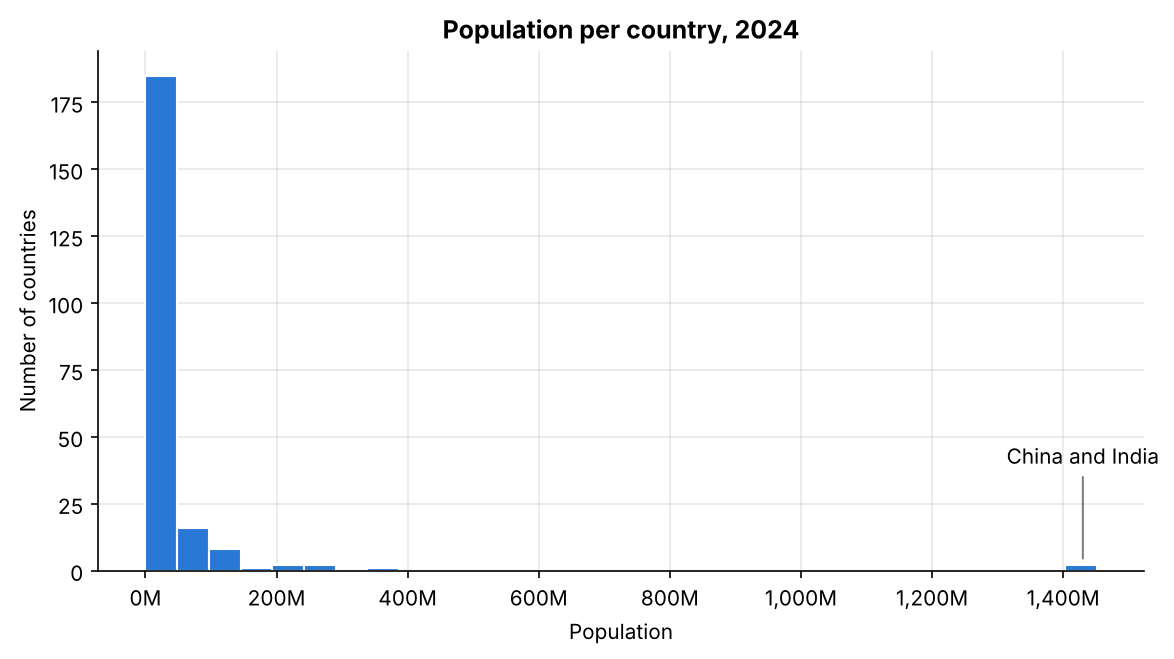 Population per country, 2024
Number of countries
175
150
125
100
75
50
25
0
China and India
0M 200M 400M 600M 800M 1,000M 1,200M 1,400M
Population